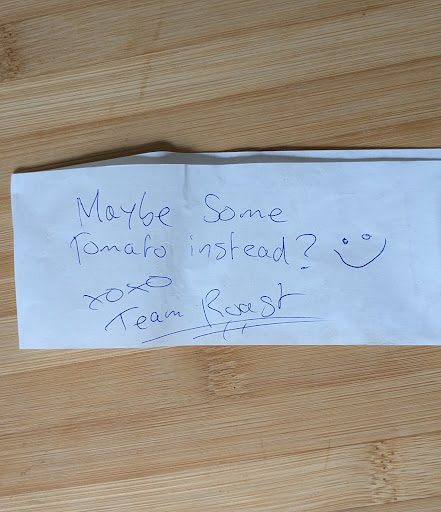 Maybe Some
Tomato instead?
xoxo
Team Roast